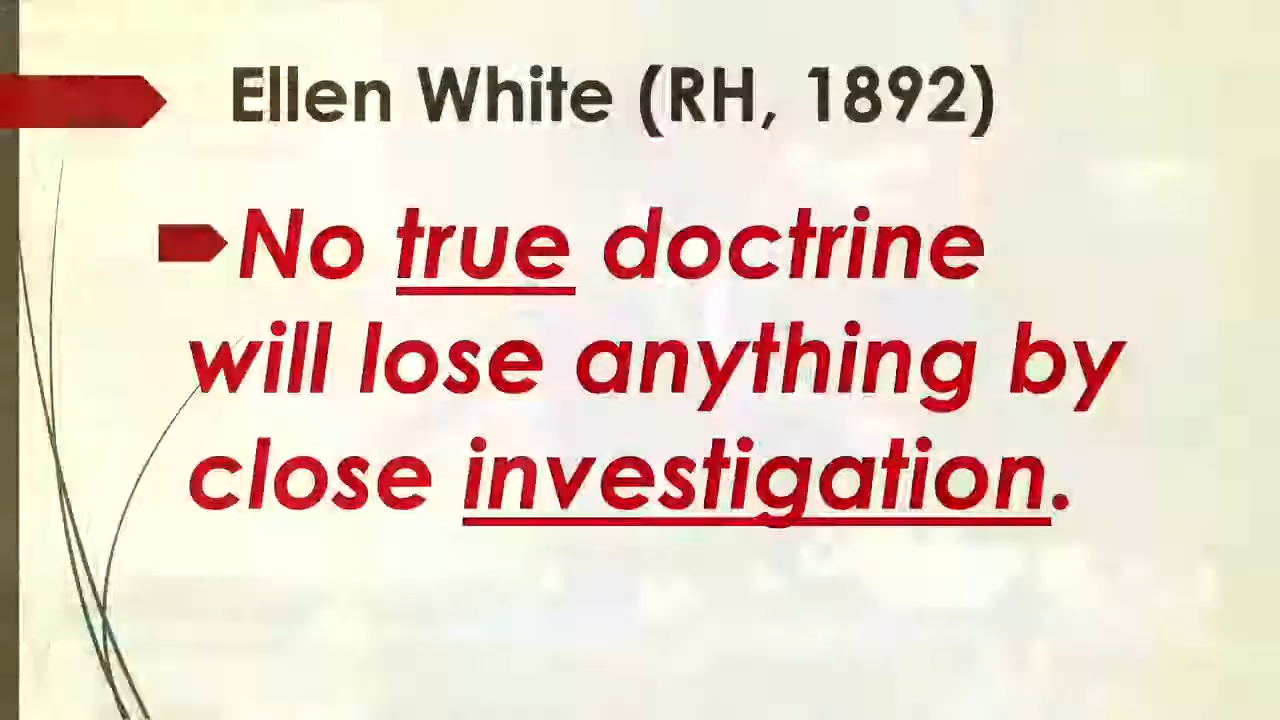 Ellen White (RH, 1892)
No true doctrine
will lose anything by
close investigation.